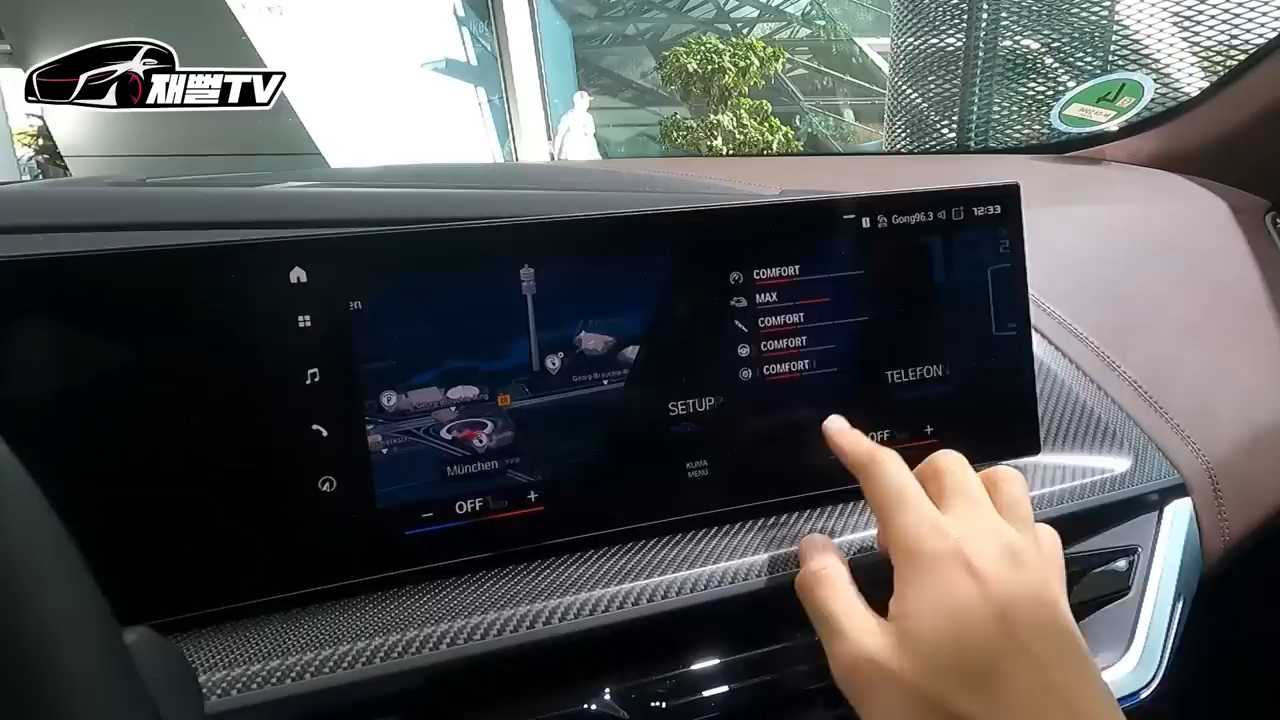 재뻘TV
Gong96.3
12:33
COMFORT
MAX
COMFORT
COMFORT
COMFORT
TELEFON
SETUP
München
KLIMA
MENÜ
− OFF +
OFF +
P